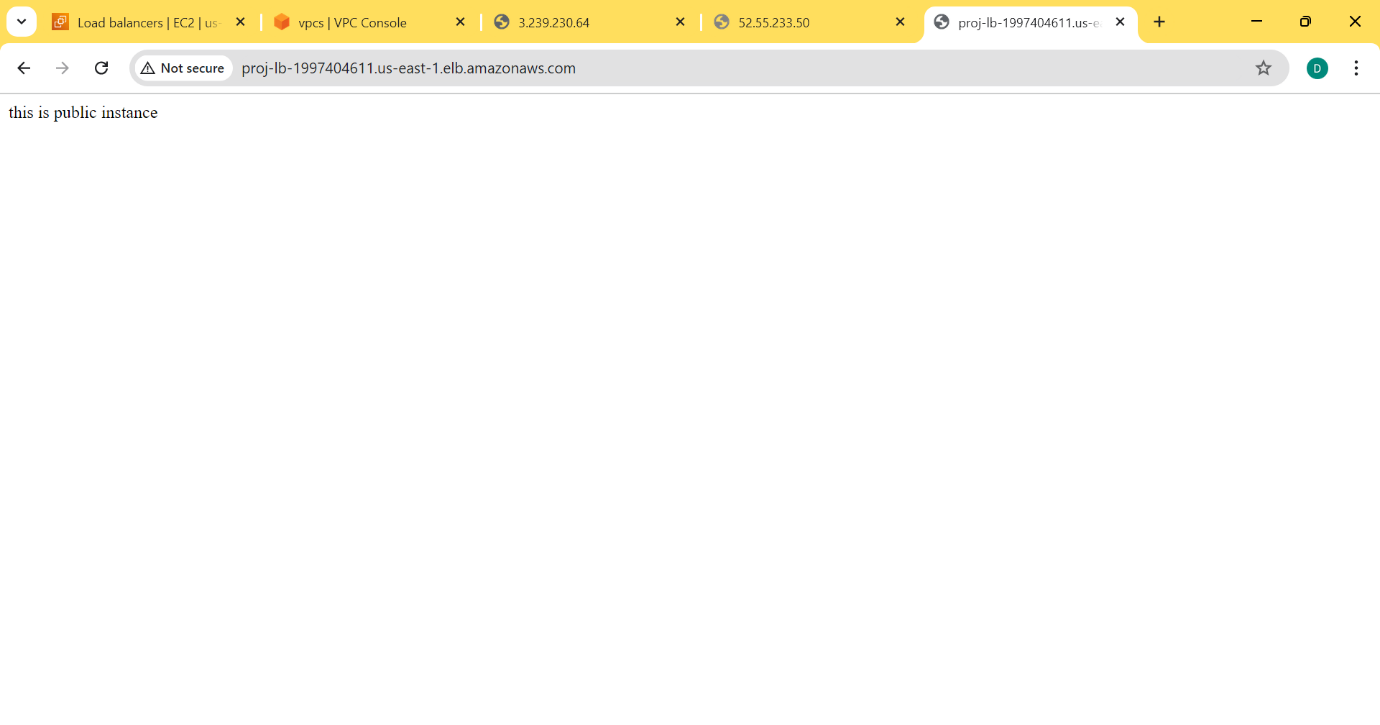 Load balancers | EC2 | us-
vpcs | VPC Console
3.239.230.64
52.55.233.50
proj-lb-1997404611.us-e
Not secure
proj-lb-1997404611.us-east-1.elb.amazonaws.com
D
this is public instance